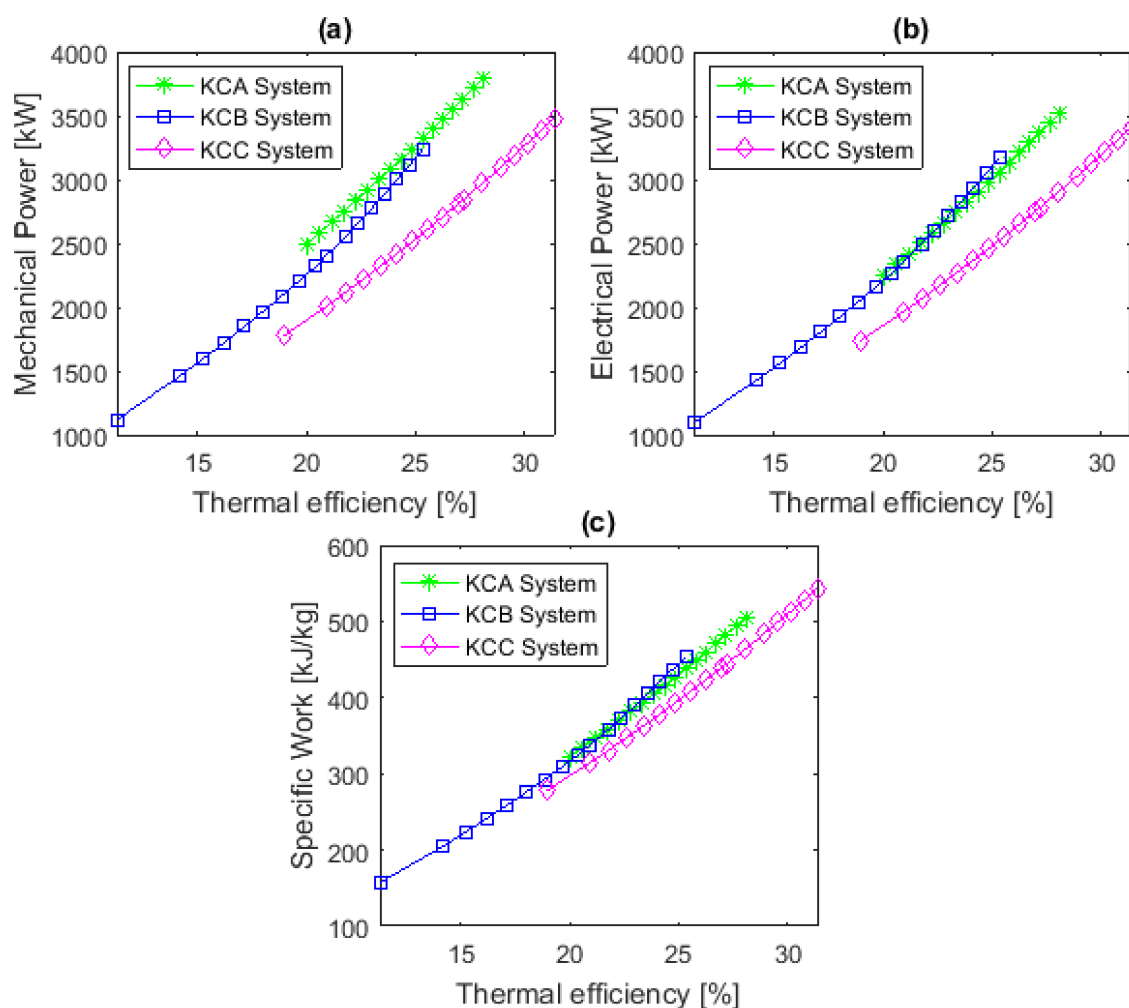 (a)
4000
3500
3000
2500
2000
1500
1000
Mechanical Power [kW]
KCA System
KCB System
KCC System
15 20 25 30
Thermal efficiency [%]
(b)
4000
3500
3000
2500
2000
1500
1000
Electrical Power [kW]
KCA System
KCB System
KCC System
15 20 25 30
Thermal efficiency [%]
(c)
600
500
400
300
200
100
Specific Work [kJ/kg]
KCA System
KCB System
KCC System
15 20 25 30
Thermal efficiency [%]